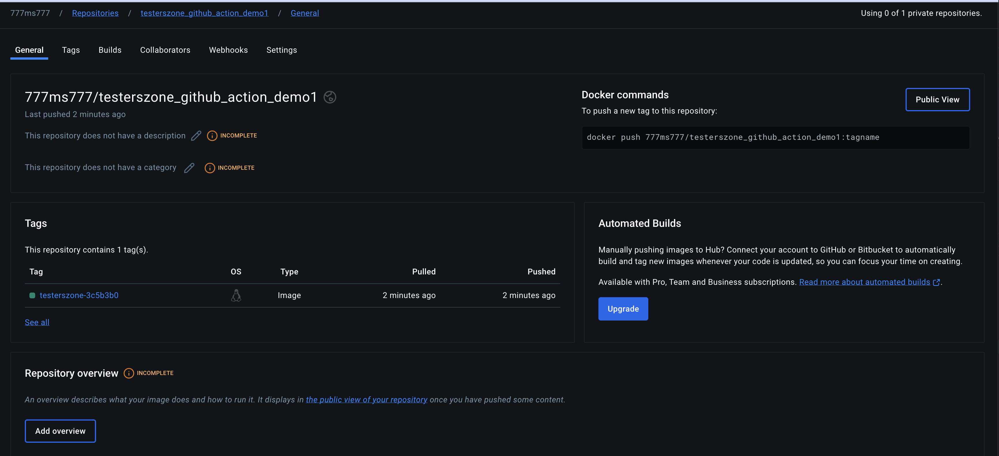 777ms777 / Repositories / testerszone_github_action_demo1 / General
Using 0 of 1 private repositories.
General Tags Builds Collaborators Webhooks Settings
777ms777/testerszone_github_action_demo1
Last pushed 2 minutes ago
This repository does not have a description INCOMPLETE
This repository does not have a category INCOMPLETE
Docker commands
Public View
To push a new tag to this repository:
docker push 777ms777/testerszone_github_action_demo1:tagname
Tags
This repository contains 1 tag(s).
Tag OS Type Pulled Pushed
testerszone-3c5b3b0 Image 2 minutes ago 2 minutes ago
See all
Automated Builds
Manually pushing images to Hub? Connect your account to GitHub or Bitbucket to automatically
build and tag new images whenever your code is updated, so you can focus your time on creating.
Available with Pro, Team and Business subscriptions. Read more about automated builds.
Upgrade
Repository overview INCOMPLETE
An overview describes what your image does and how to run it. It displays in the public view of your repository once you have pushed some content.
Add overview